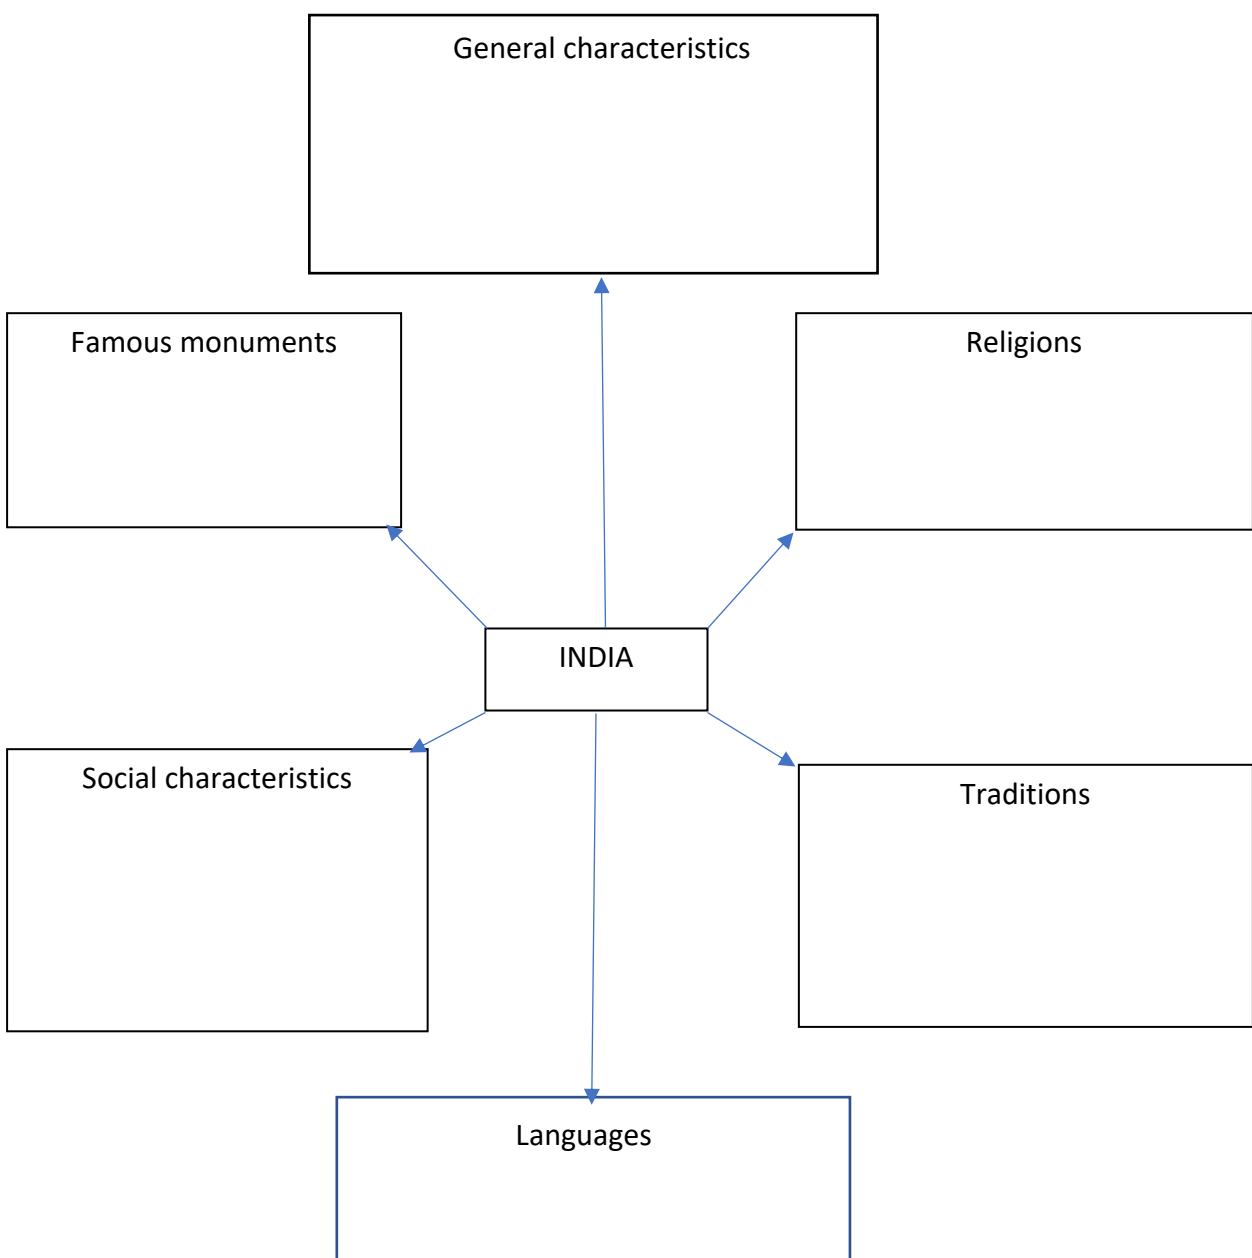 General characteristics
Famous monuments
Religions
INDIA
Social characteristics
Traditions
Languages